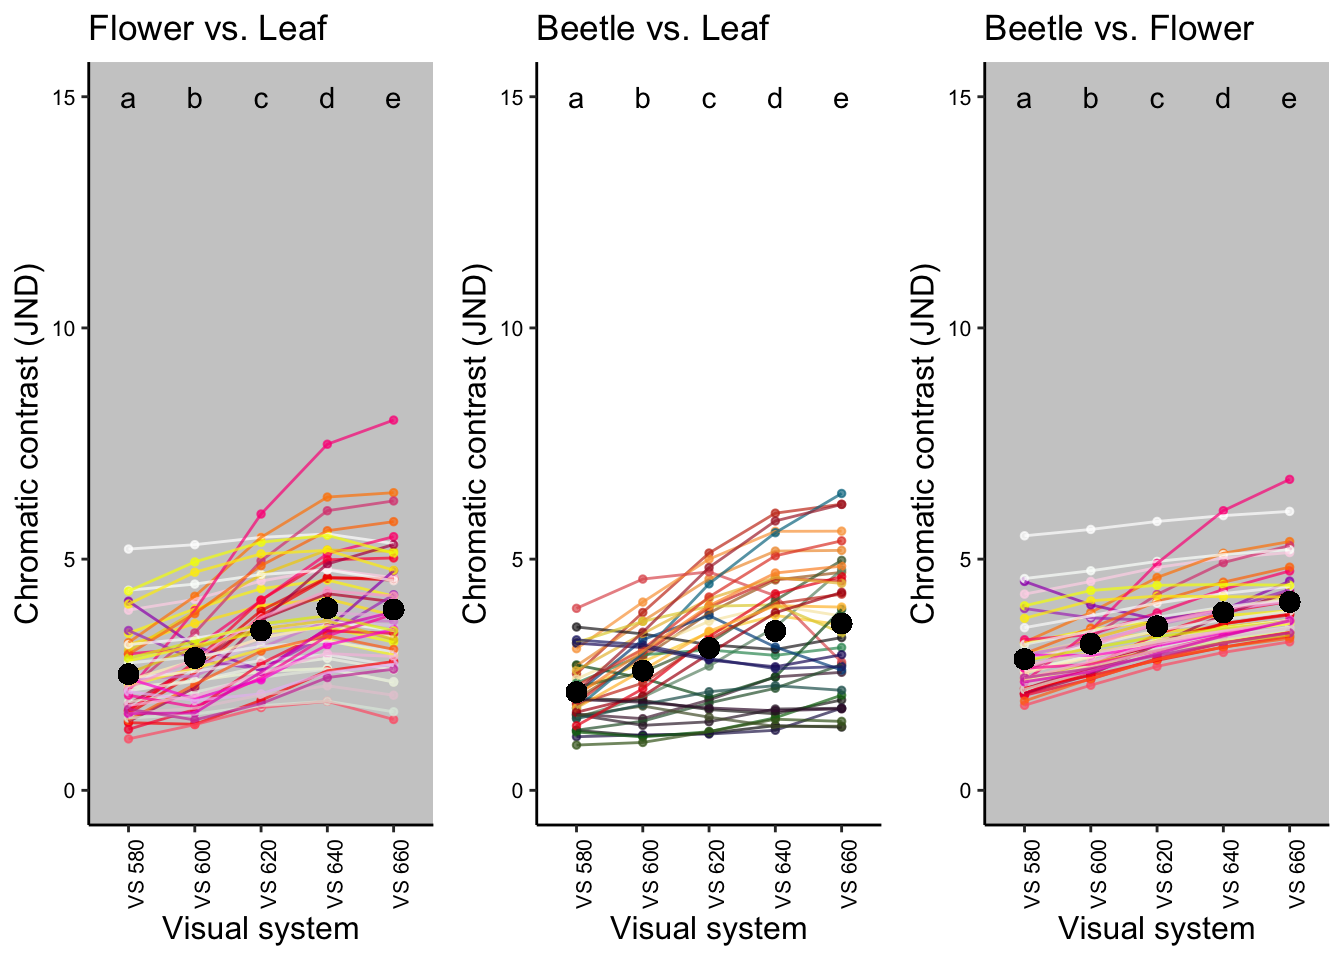 Flower vs. Leaf
Beetle vs. Leaf
Beetle vs. Flower
a b c d e
a b c d e
a b c d e
15
10
5
0
15
10
5
0
15
10
5
0
Chromatic contrast (JND)
Chromatic contrast (JND)
Chromatic contrast (JND)
VS 580
VS 600
VS 620
VS 640
VS 660
VS 580
VS 600
VS 620
VS 640
VS 660
VS 580
VS 600
VS 620
VS 640
VS 660
Visual system
Visual system
Visual system